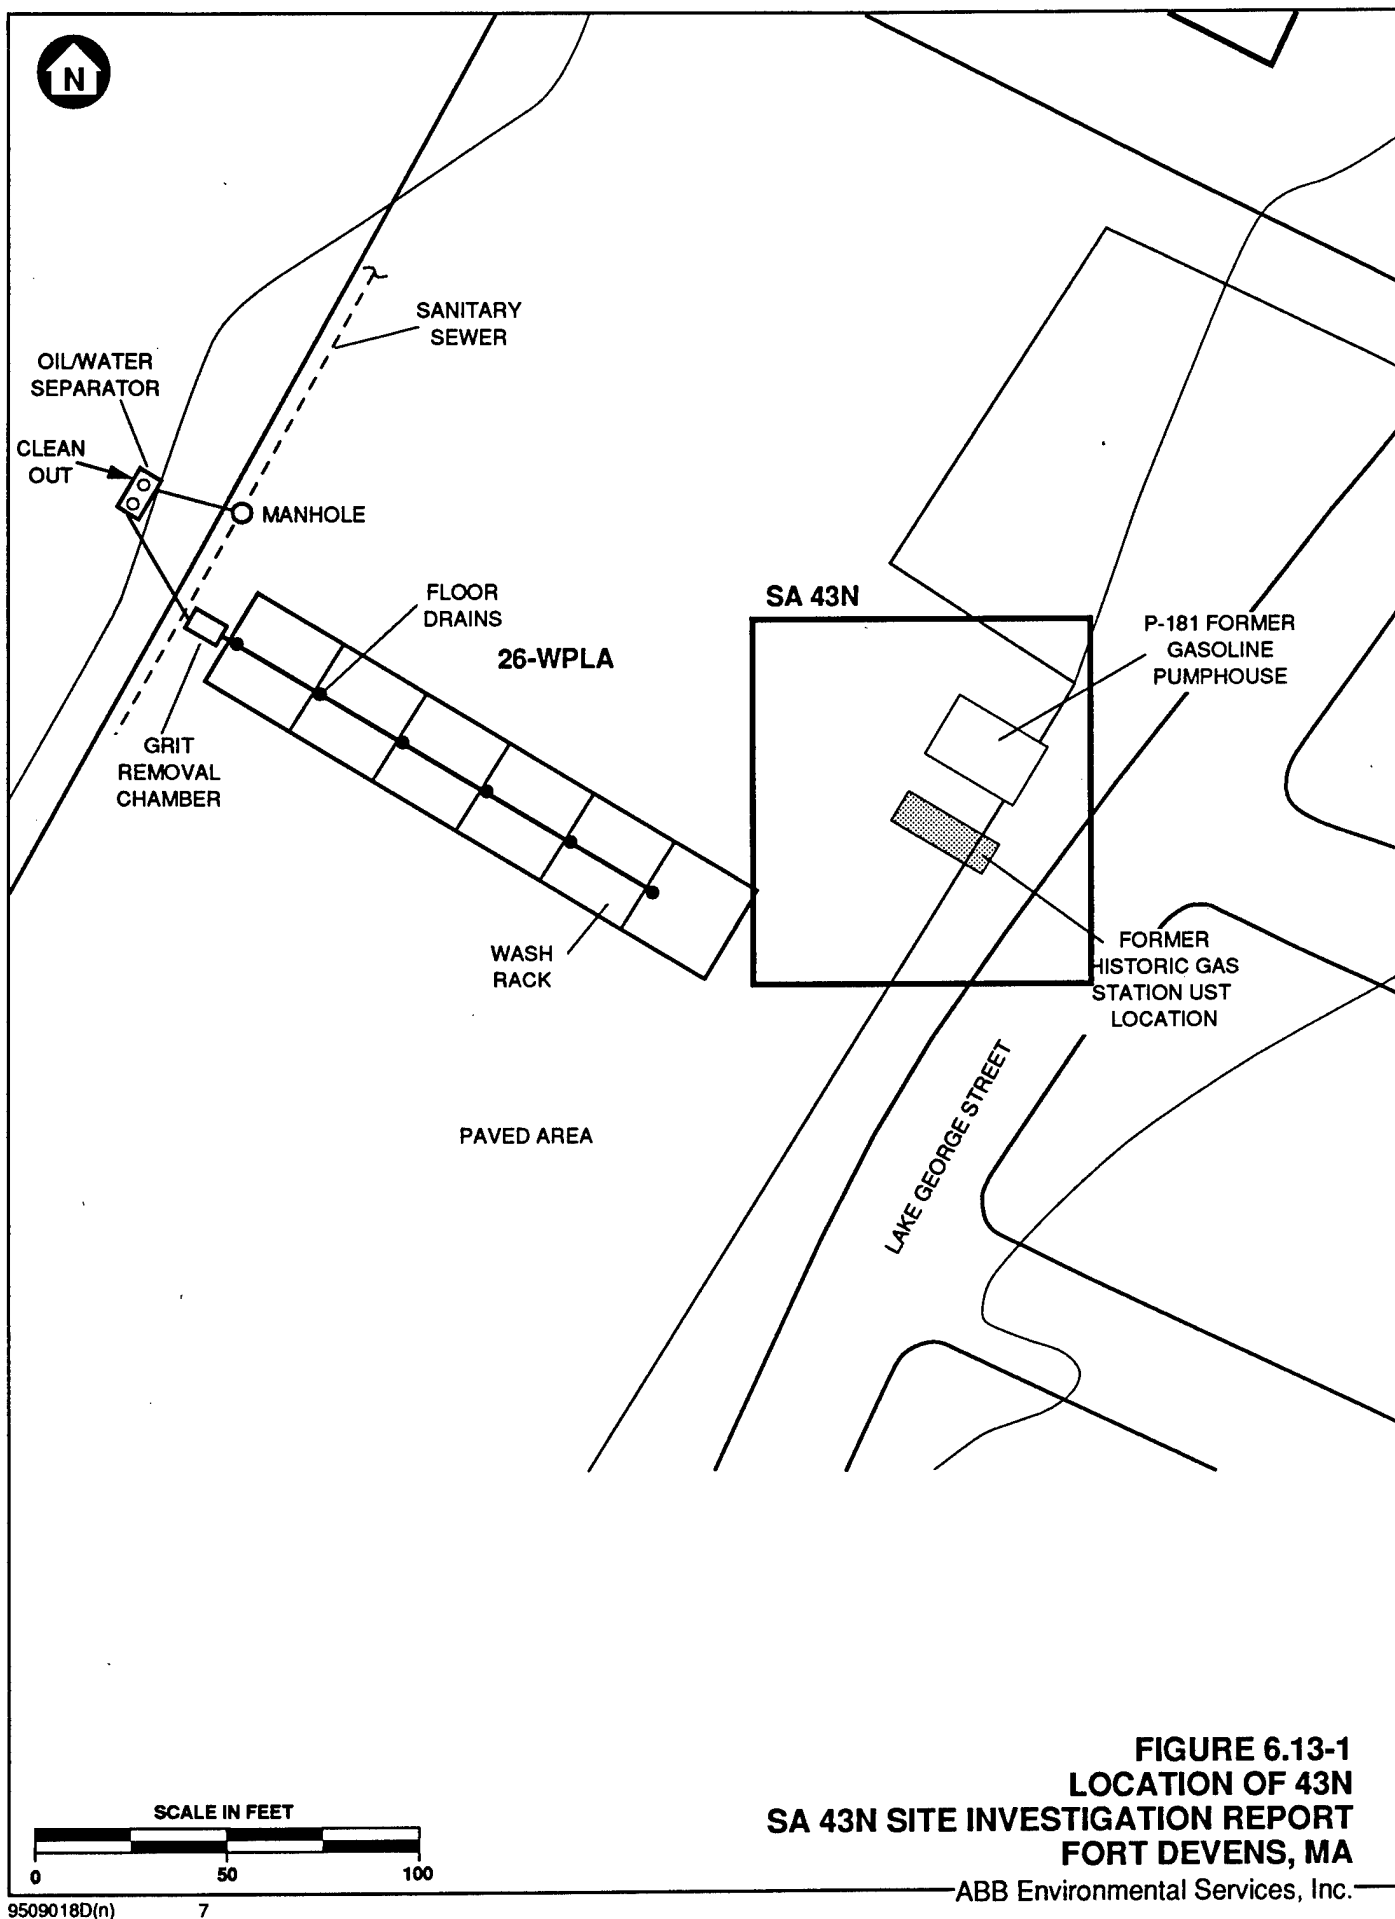 N
SANITARY
SEWER
OIL/WATER
SEPARATOR
CLEAN
OUT
MANHOLE
FLOOR
DRAINS
SA 43N
P-181 FORMER
GASOLINE
PUMPHOUSE
26-WPLA
GRIT
REMOVAL
CHAMBER
WASH
RACK
FORMER
HISTORIC GAS
STATION UST
LOCATION
LAKE GEORGE STREET
PAVED AREA
FIGURE 6.13-1
LOCATION OF 43N
SA 43N SITE INVESTIGATION REPORT
FORT DEVENS, MA
SCALE IN FEET
0 50 100
ABB Environmental Services, Inc.
9509018D(n) 7